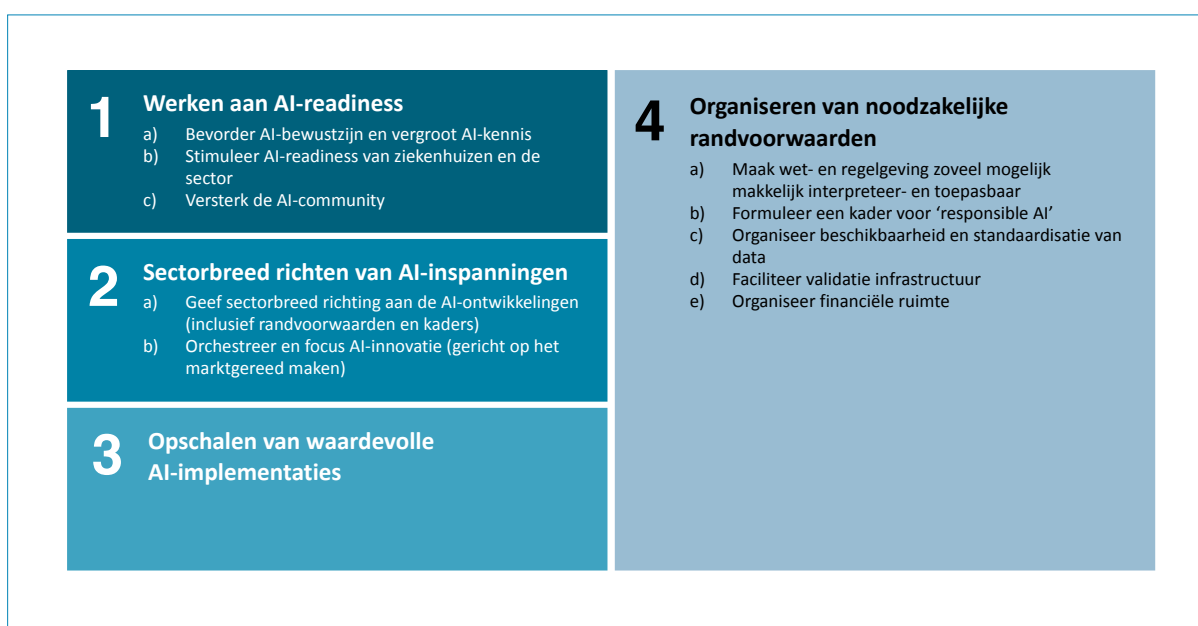 1
Werken aan AI-readiness
a) Bevorder AI-bewustzijn en vergroot AI-kennis
b) Stimuleer AI-readiness van ziekenhuizen en de
sector
c) Versterk de AI-community
2
Sectorbreed richten van AI-inspanningen
a) Geef sectorbreed richting aan de AI-ontwikkelingen
(inclusief randvoorwaarden en kaders)
b) Orchestreer en focus AI-innovatie (gericht op het
marktgereed maken)
3
Opschalen van waardevolle
AI-implementaties
4
Organiseren van noodzakelijke
randvoorwaarden
a) Maak wet- en regelgeving zoveel mogelijk
makkelijk interpreteer- en toepasbaar
b) Formuleer een kader voor ‘responsible AI’
c) Organiseer beschikbaarheid en standaardisatie van
data
d) Faciliteer validatie infrastructuur
e) Organiseer financiële ruimte